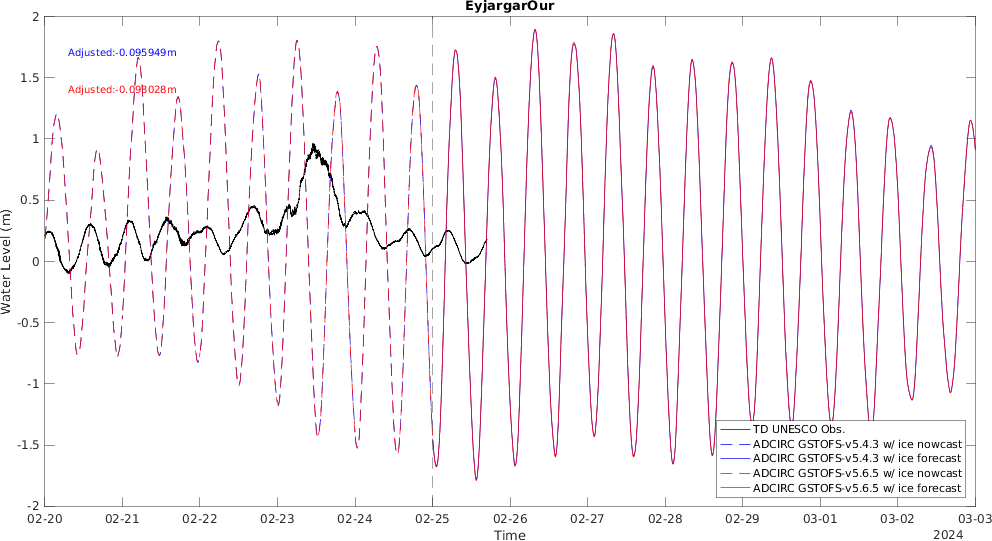 EyjargarOur
Adjusted:-0.095949m
Adjusted:-0.093028m
Water Level (m)
2
1.5
1
0.5
0
-0.5
-1
-1.5
-2
02-20 02-21 02-22 02-23 02-24 02-25 02-26 02-27 02-28 02-29 03-01 03-02 03-03
2024
Time
TD UNESCO Obs.
ADCIRC GSTOFS-v5.4.3 w/ ice nowcast
ADCIRC GSTOFS-v5.4.3 w/ ice forecast
ADCIRC GSTOFS-v5.6.5 w/ ice nowcast
ADCIRC GSTOFS-v5.6.5 w/ ice forecast